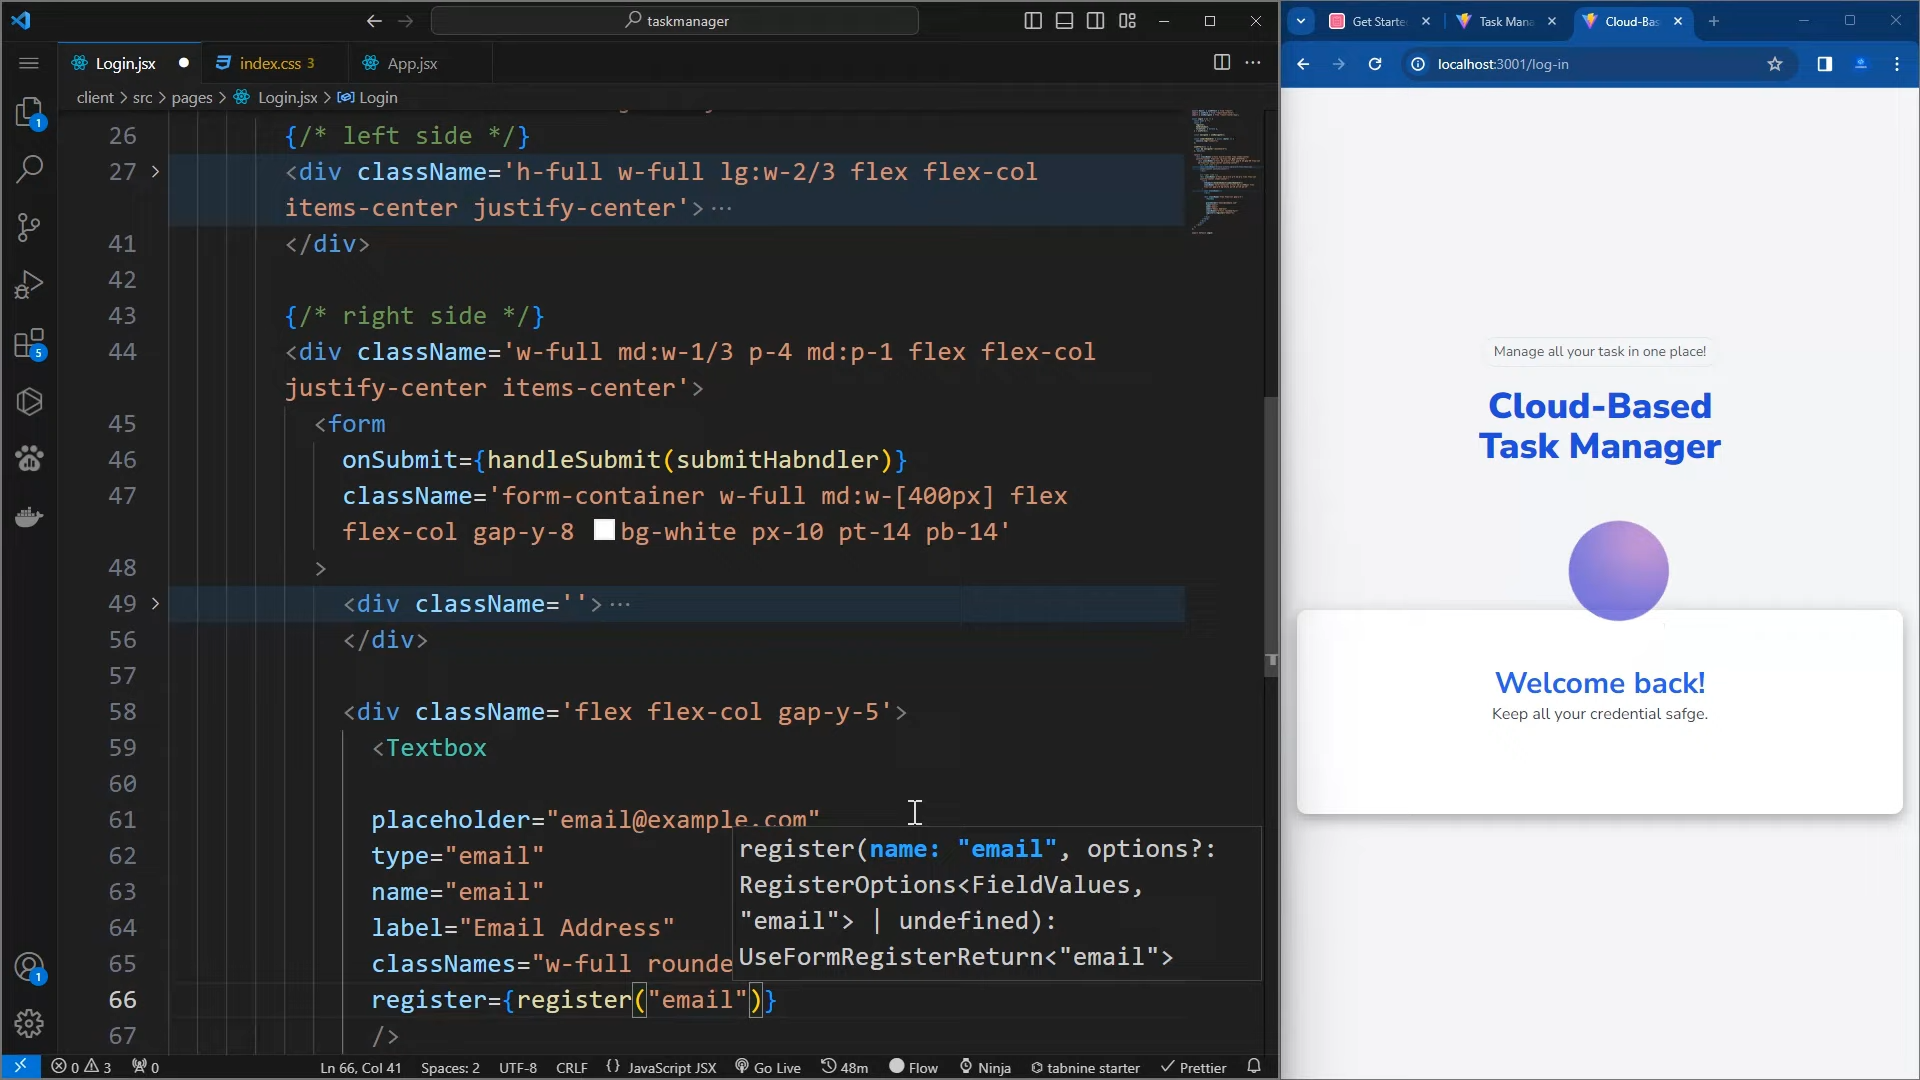 taskmanager
Login.jsx
index.css 3
App.jsx
client > src > pages > Login.jsx > Login
26 {/* left side */}
27 <div className='h-full w-full lg:w-2/3 flex flex-col
items-center justify-center'>…
41 </div>
42
43 {/* right side */}
44 <div className='w-full md:w-1/3 p-4 md:p-1 flex flex-col
justify-center items-center'>
45 <form
46 onSubmit={handleSubmit(submitHabndler)}
47 className='form-container w-full md:w-[400px] flex
flex-col gap-y-8 bg-white px-10 pt-14 pb-14'
48 >
49 <div className=''>…
56 </div>
57
58 <div className='flex flex-col gap-y-5'>
59 <Textbox
60
61 placeholder="email@example.com"
62 type="email"
63 name="email"
64 label="Email Address"
65 classNames="w-full rounde
66 register={register("email")}
67 />
register(name: "email", options?:
RegisterOptions<FieldValues,
"email"> | undefined):
UseFormRegisterReturn<"email">
1
5
1
0 3 0 Ln 66, Col 41 Spaces: 2 UTF-8 CRLF {} JavaScript JSX Go Live 48m Flow Ninja tabnine starter Prettier
Get Starte
Task Mana
Cloud-Bas
localhost:3001/log-in
Manage all your task in one place!
Cloud-Based
Task Manager
Welcome back!
Keep all your credential safge.